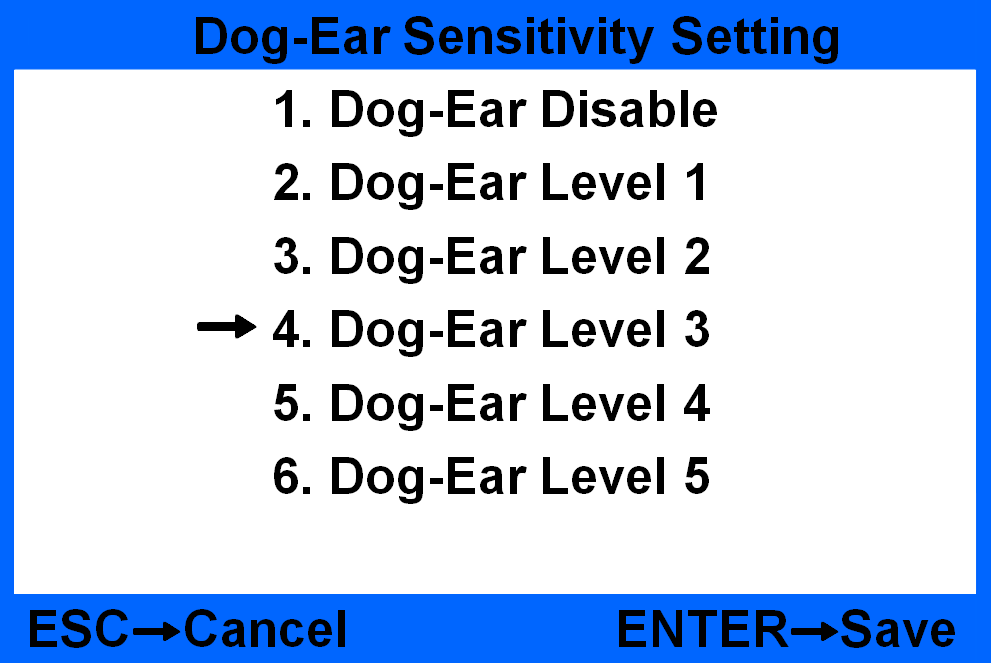 Dog-Ear Sensitivity Setting
1. Dog-Ear Disable
2. Dog-Ear Level 1
3. Dog-Ear Level 2
→ 4. Dog-Ear Level 3
5. Dog-Ear Level 4
6. Dog-Ear Level 5
ESC→Cancel ENTER→Save